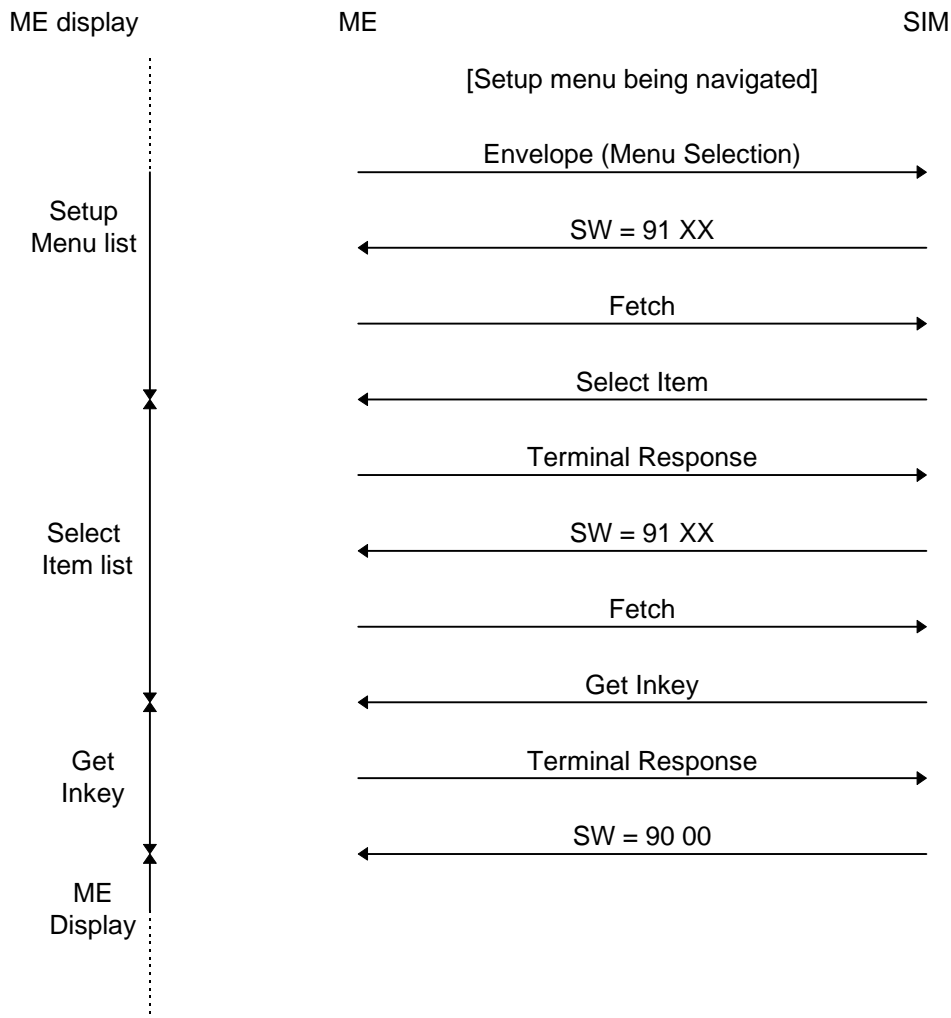 ME display ME SIM
[Setup menu being navigated]
Envelope (Menu Selection)
Setup
Menu list
SW = 91 XX
Fetch
Select Item
Terminal Response
Select
Item list
SW = 91 XX
Fetch
Get Inkey
Get
Inkey
Terminal Response
SW = 90 00
ME
Display